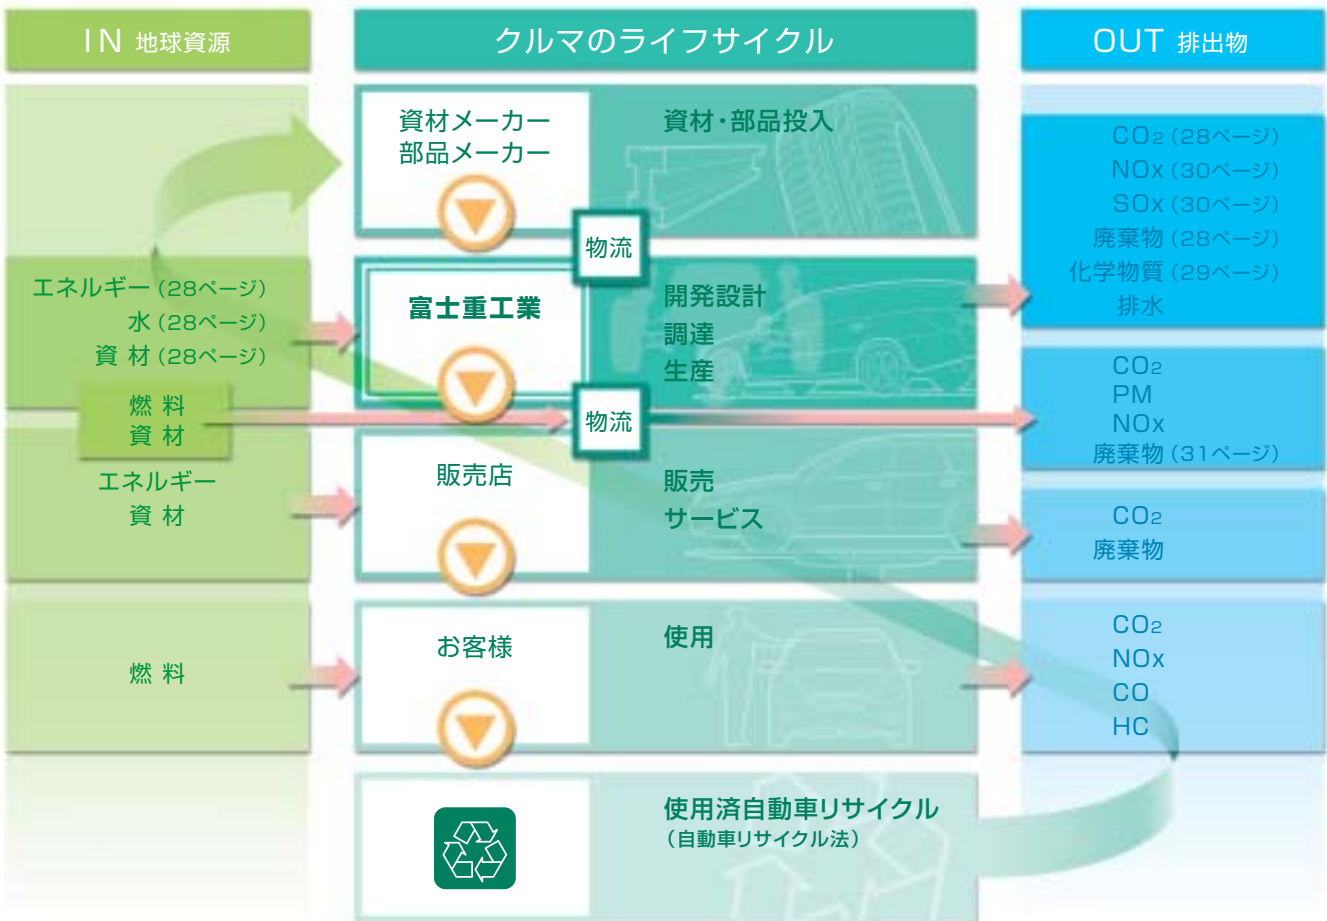 IN 地球資源
クルマのライフサイクル
OUT 排出物
資材メーカー
部品メーカー
資材・部品投入
物流
CO2（28ページ）
NOx（30ページ）
SOx（30ページ）
廃棄物（28ページ）
化学物質（29ページ）
排水
エネルギー（28ページ）
水（28ページ）
資 材（28ページ）
富士重工業
開発設計
調達
生産
燃 料
資 材
物流
CO2
PM
NOx
廃棄物（31ページ）
エネルギー
資 材
販売店
販売
サービス
CO2
廃棄物
燃 料
お客様
使用
CO2
NOx
CO
HC
使用済自動車リサイクル
（自動車リサイクル法）